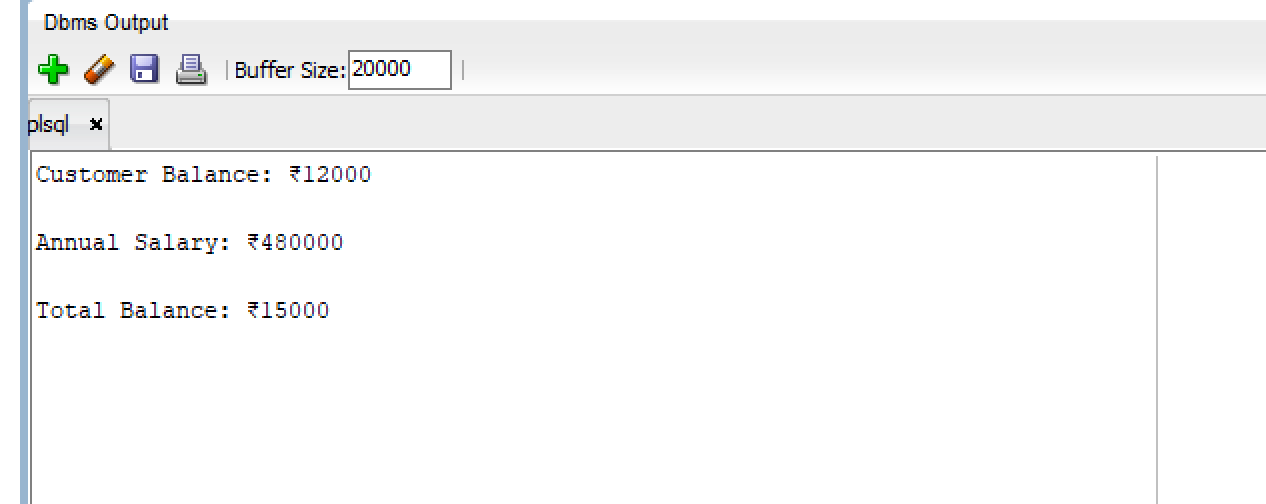 Dbms Output
Buffer Size: 20000
plsql
Customer Balance: ₹12000
Annual Salary: ₹480000
Total Balance: ₹15000